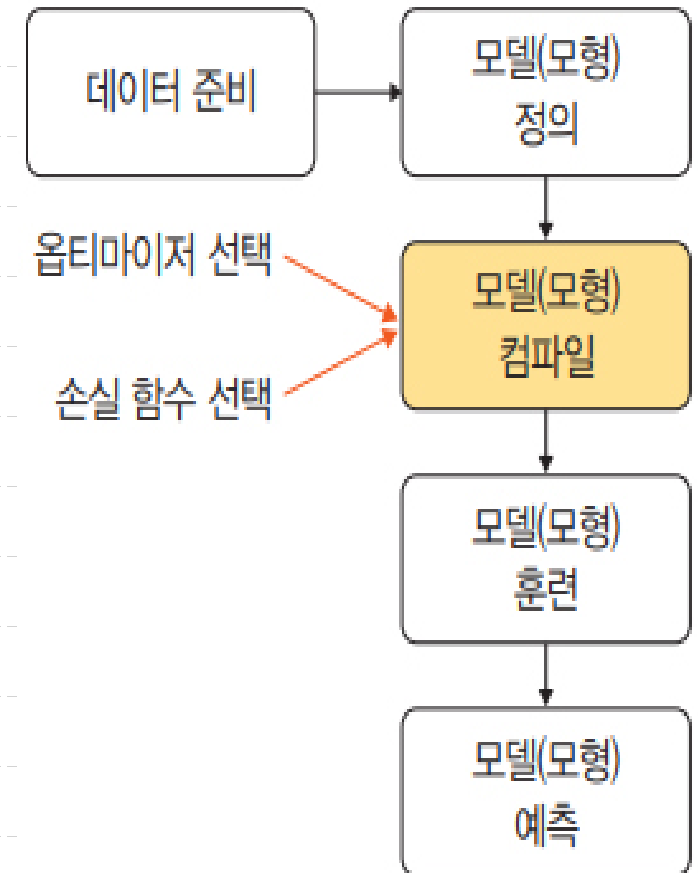 데이터 준비
모델(모형)
정의
옵티마이저 선택
모델(모형)
컴파일
손실 함수 선택
모델(모형)
훈련
모델(모형)
예측